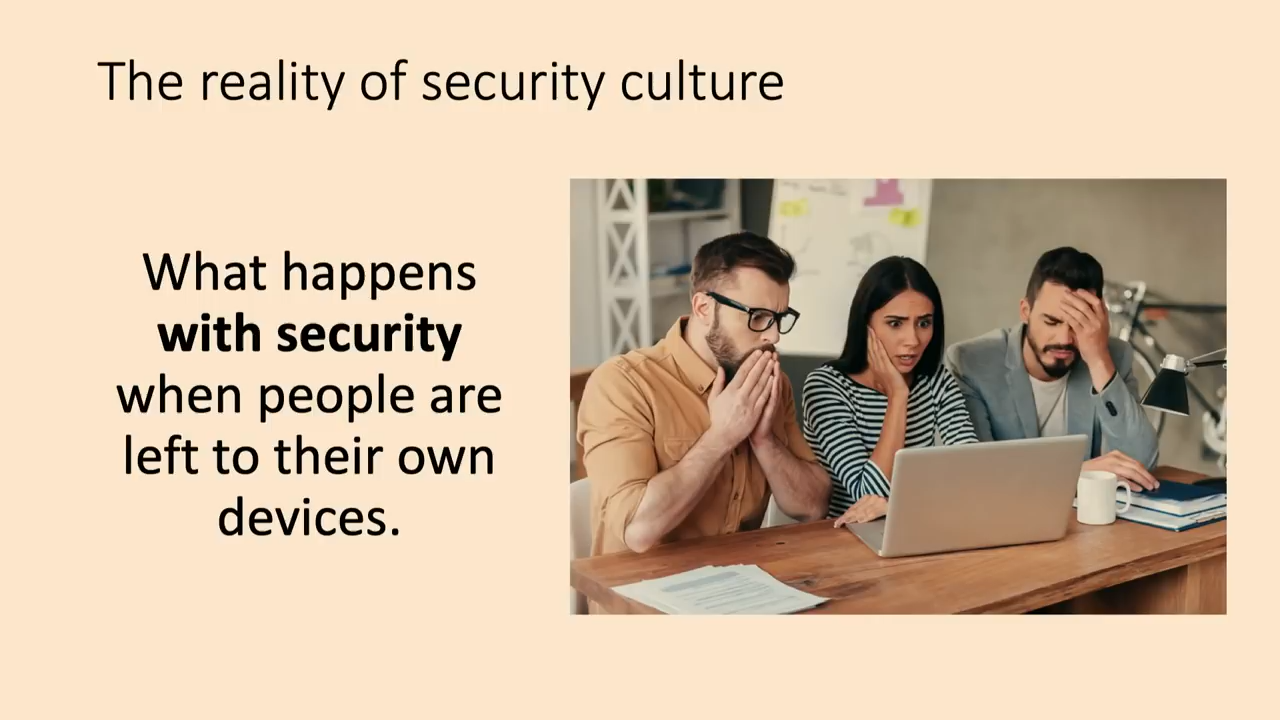 The reality of security culture
What happens
with security
when people are
left to their own
devices.